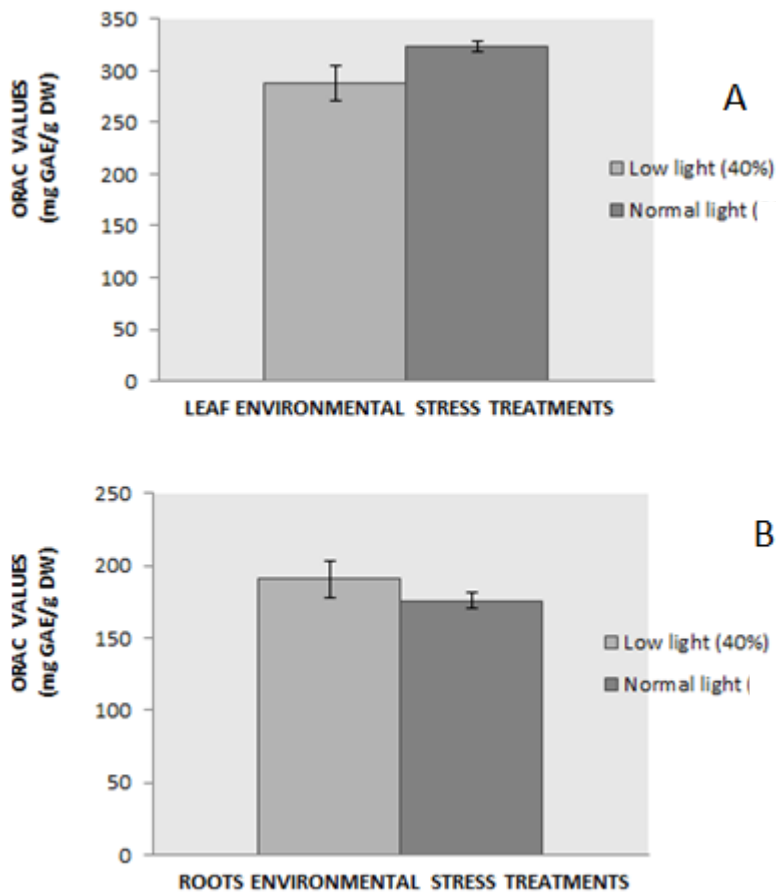 350
300
250
200
150
100
50
0
ORAC VALUES
(mg GAE/g DW)
A
Low light (40%)
Normal light (
LEAF ENVIRONMENTAL STRESS TREATMENTS
250
200
150
100
50
0
ORAC VALUES
(mg GAE/g DW)
B
Low light (40%)
Normal light (
ROOTS ENVIRONMENTAL STRESS TREATMENTS